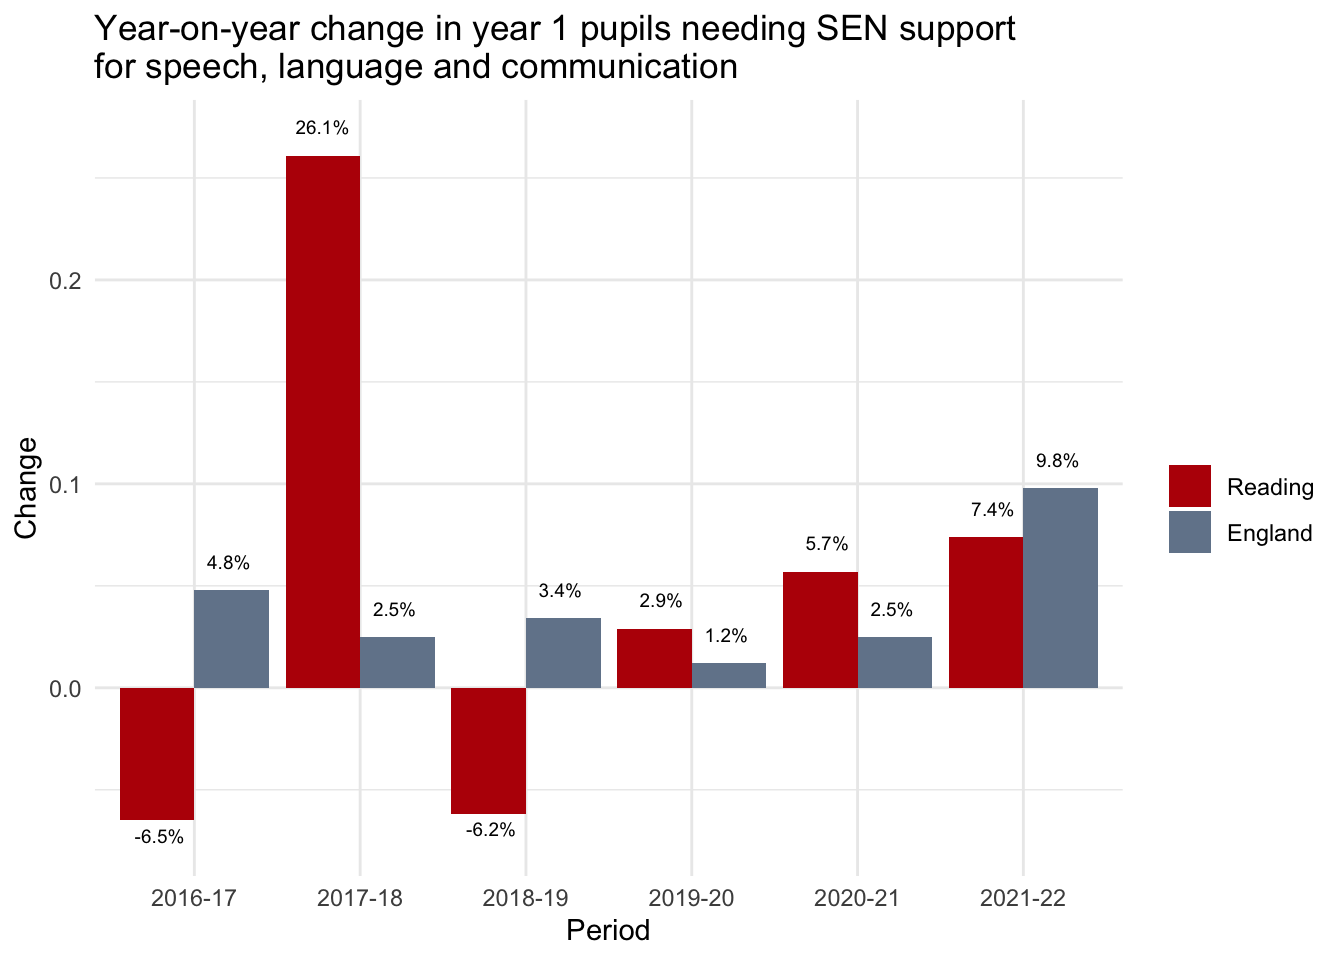 Year-on-year change in year 1 pupils needing SEN support
for speech, language and communication
26.1%
0.2
Change
0.1
9.8%
7.4%
5.7%
4.8%
3.4%
2.9%
2.5%
2.5%
1.2%
0.0
-6.5%
-6.2%
Reading
England
2016-17 2017-18 2018-19 2019-20 2020-21 2021-22
Period